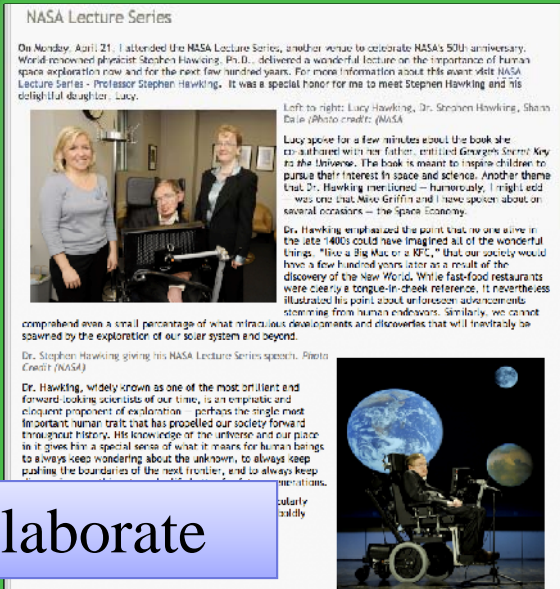 NASA Lecture Series
On Monday, April 21, I attended the NASA Lecture Series, another venue to celebrate NASA's 50th anniversary.
World-renowned physicist Stephen Hawking, Ph.D., delivered a wonderful lecture on the importance of human
space exploration now and for the next few hundred years. For more information about this event visit NASA
Lecture Series - Professor Stephen Hawking. It was a special honor for me to meet Stephen Hawking and his
delightful daughter, Lucy.
Left to right: Lucy Hawking, Dr. Stephen Hawking, Shana
Dale (Photo credit: (NASA
Lucy spoke for a few minutes about the book she
co-authored with her father, entitled George's Secret Key
to the Universe. The book is meant to inspire children to
pursue their interest in space and science. Another theme
that Dr. Hawking mentioned — humorously, I might add
— was one that Mike Griffin and I have spoken about on
several occasions — the Space Economy.
Dr. Hawking emphasized the point that no one alive in
the late 1400s could have imagined all of the wonderful
things, "like a Big Mac or a KFC," that our society would
have a few hundred years later as a result of the
discovery of the New World. While fast-food restaurants
were clearly a tongue-in-cheek reference, it nevertheless
illustrated his point about unforeseen advancements
stemming from human endeavors. Similarly, we cannot
comprehend even a small percentage of what miraculous developments and discoveries that will inevitably be
spawned by the exploration of our solar system and beyond.
Dr. Stephen Hawking giving his NASA Lecture Series speech. Photo
Credit (NASA)
Dr. Hawking, widely known as one of the most brilliant and
forward-looking scientists of our time, is an emphatic and
eloquent proponent of exploration — perhaps the single most
important human trait that has propelled our society forward
throughout history. His knowledge of the universe and our place
in it gives him a special sense of what it means for human beings
to always keep wondering about the unknown, to always keep
pushing the boundaries of the next frontier, and to always keep
enerations.
cularly
boldly
laborate